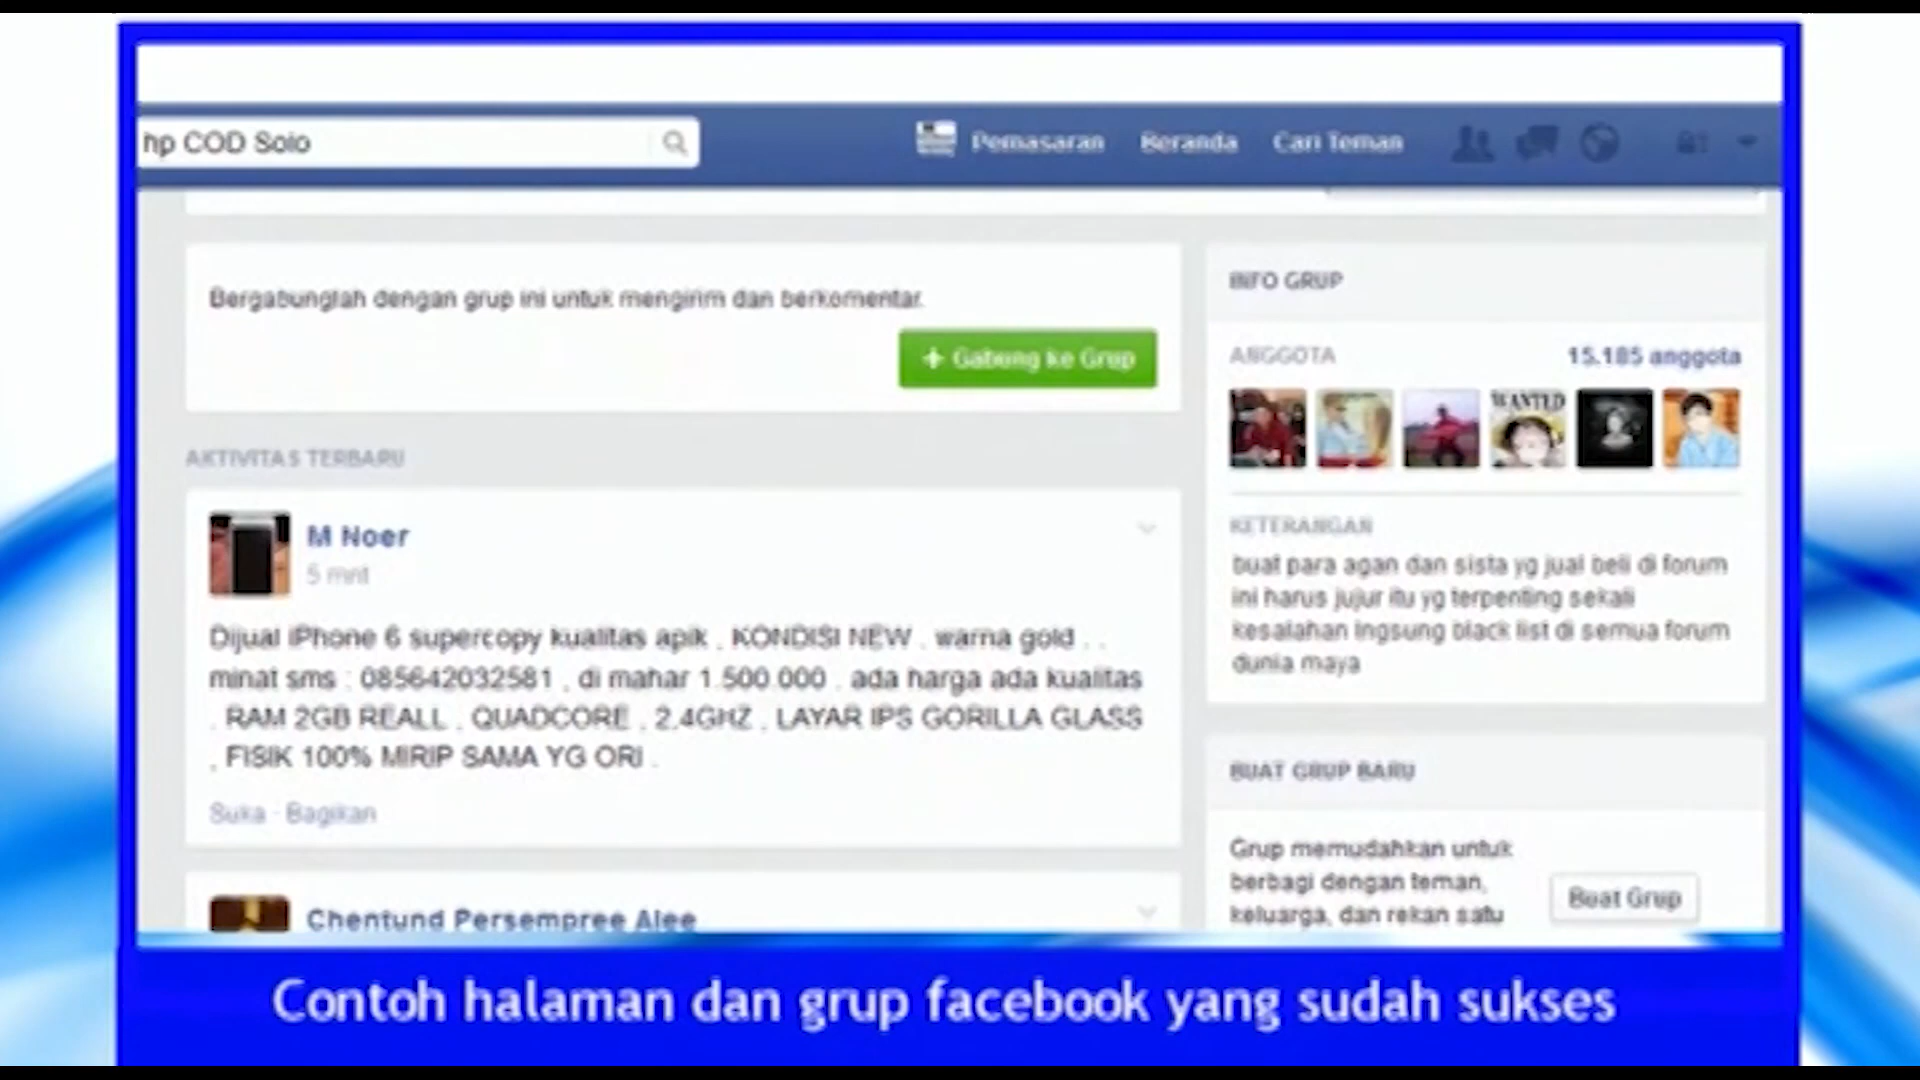 hp COD Solo
Pemasaran Beranda Cari Teman
Bergabunglah dengan grup ini untuk mengirim dan berkomentar.
+ Gabung ke Grup
AKTIVITAS TERBARU
M Noer
5 mnt
Dijual iPhone 6 supercopy kualitas apik . KONDISI NEW . warna gold . .
minat sms : 085642032581 . di mahar 1.500.000 . ada harga ada kualitas
. RAM 2GB REALL . QUADCORE . 2.4GHZ . LAYAR IPS GORILLA GLASS
. FISIK 100% MIRIP SAMA YG ORI .
Suka · Bagikan
Chentund Persempree Alee
INFO GRUP
ANGGOTA 15.185 anggota
WANTED
KETERANGAN
buat para agan dan sista yg jual beli di forum
ini harus jujur itu yg terpenting sekali
kesalahan lngsung black list di semua forum
dunia maya
BUAT GRUP BARU
Grup memudahkan untuk
berbagi dengan teman,
keluarga, dan rekan satu
Buat Grup
Contoh halaman dan grup facebook yang sudah sukses